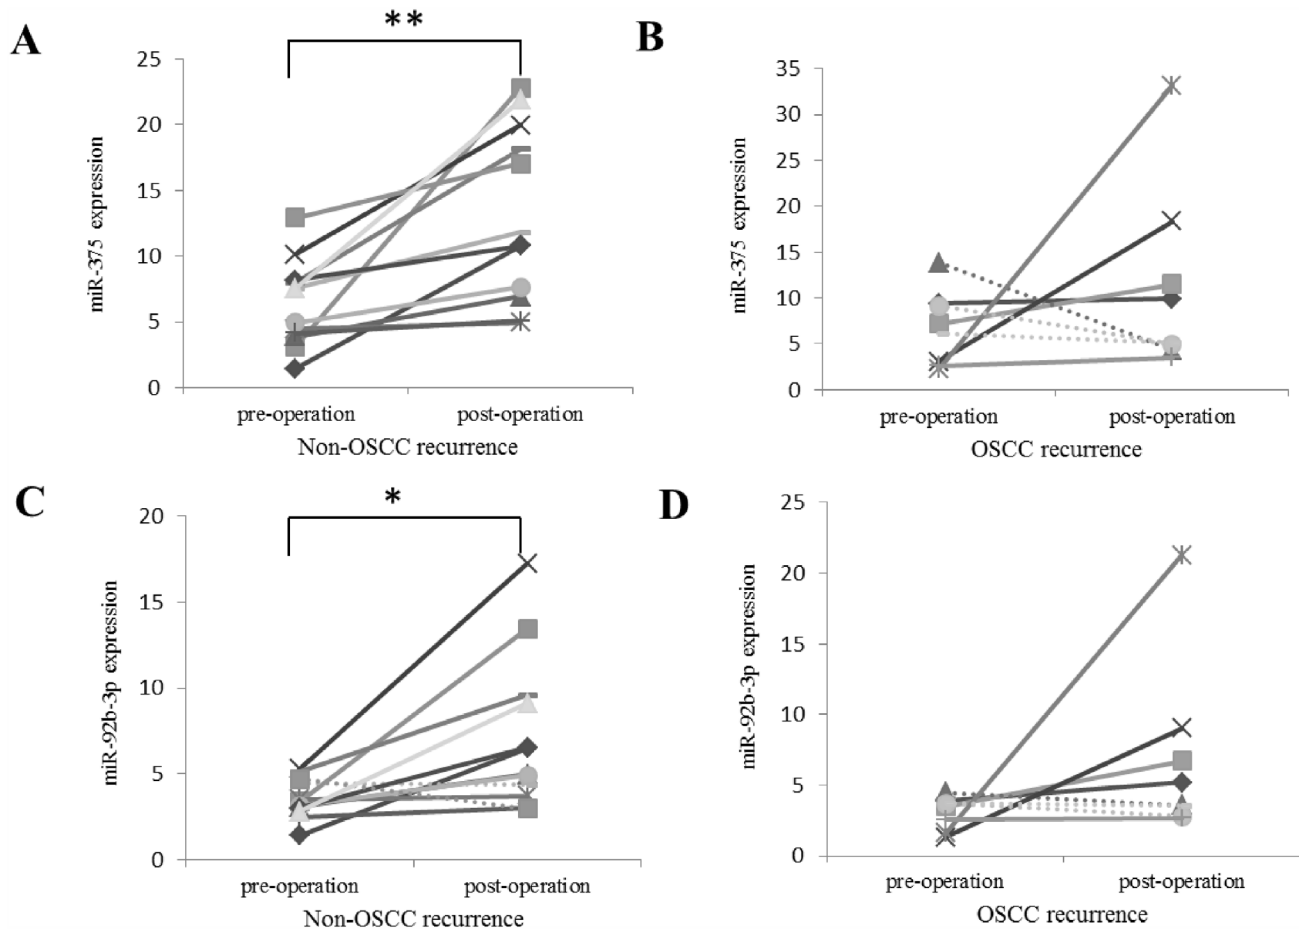 A
**
miR-375 expression
25
20
15
10
5
0
pre-operation post-operation
Non-OSCC recurrence
B
miR-375 expression
35
30
25
20
15
10
5
0
pre-operation post-operation
OSCC recurrence
C
*
miR-92b-3p expression
20
15
10
5
0
pre-operation post-operation
Non-OSCC recurrence
D
miR-92b-3p expression
25
20
15
10
5
0
pre-operation post-operation
OSCC recurrence